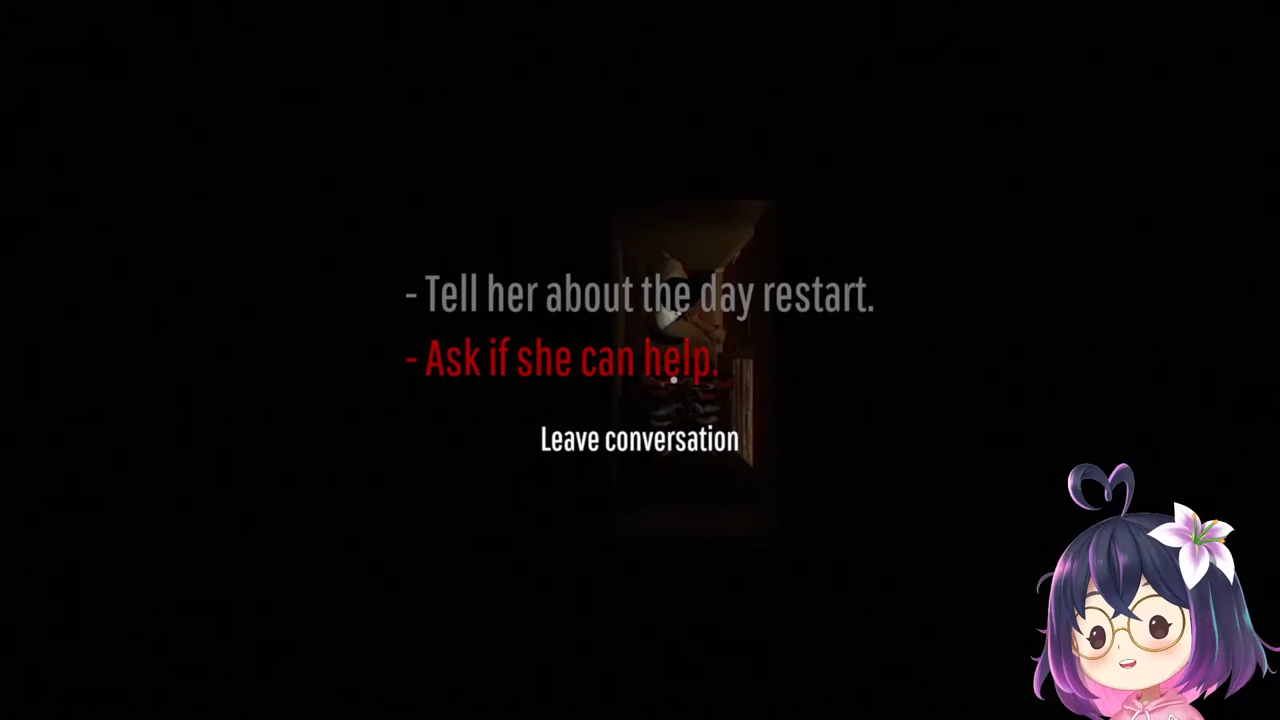 - Tell her about the day restart.
- Ask if she can help.
Leave conversation